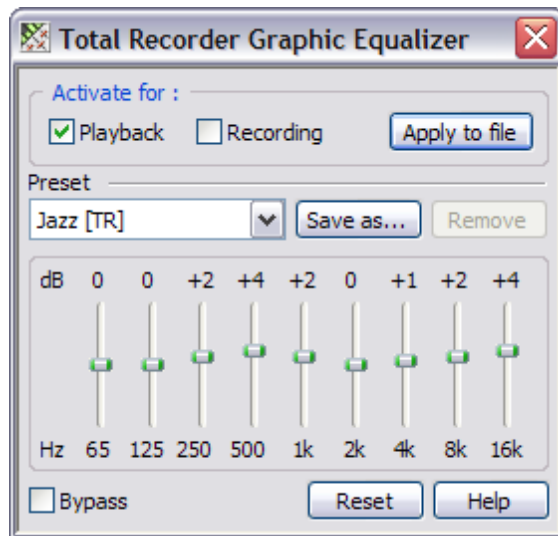 Total Recorder Graphic Equalizer
Activate for :
Playback Recording Apply to file
Preset
Jazz [TR] Save as... Remove
dB 0 0 +2 +4 +2 0 +1 +2 +4
Hz 65 125 250 500 1k 2k 4k 8k 16k
Bypass Reset Help